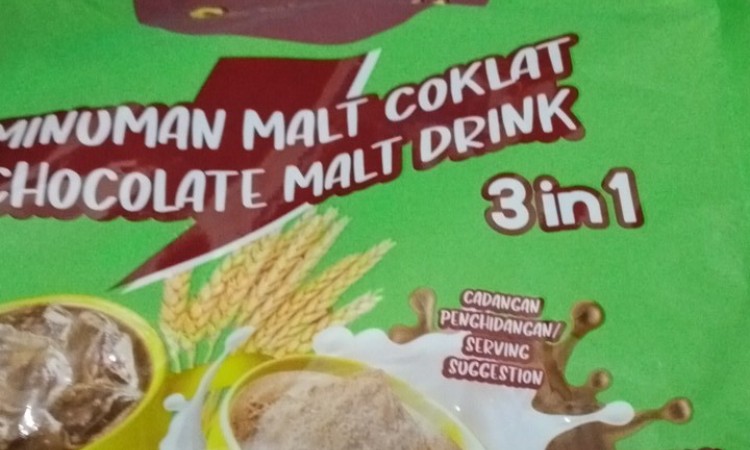 MINUMAN MALT COKLAT
CHOCOLATE MALT DRINK
3 in 1
CADANGAN
PENGHIDANGAN/
SERVING
SUGGESTION